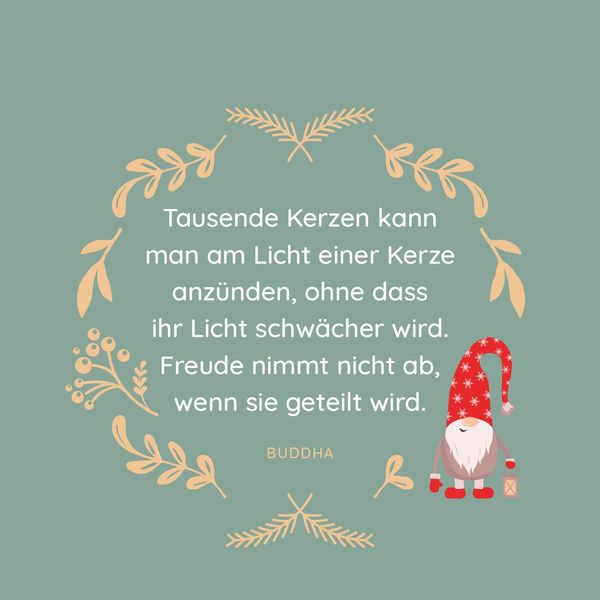 Tausende Kerzen kann
man am Licht einer Kerze
anzünden, ohne dass
ihr Licht schwächer wird.
Freude nimmt nicht ab,
wenn sie geteilt wird.
BUDDHA